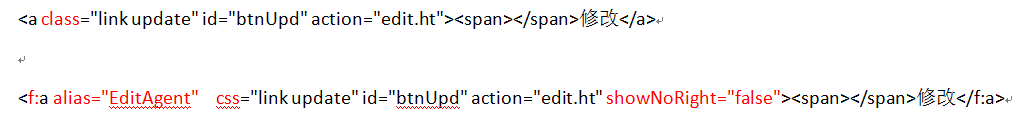 <a class="link update" id="btnUpd" action="edit.ht"><span></span>修改</a>
<f:a alias="EditAgent" css="link update" id="btnUpd" action="edit.ht" showNoRight="false"><span></span>修改</f:a>